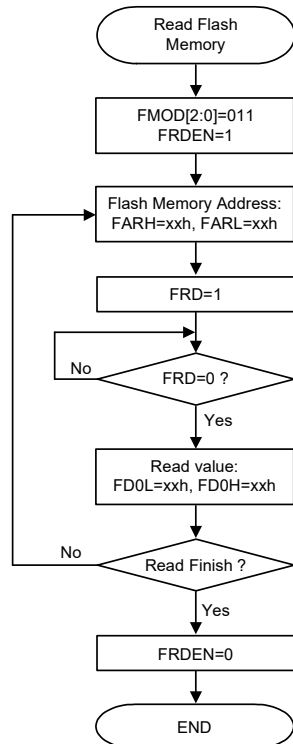 Read Flash
Memory
FMOD[2:0]=011
FRDEN=1
Flash Memory Address:
FARH=xxh, FARL=xxh
FRD=1
No
FRD=0 ?
Yes
Read value:
FD0L=xxh, FD0H=xxh
No
Read Finish ?
Yes
FRDEN=0
END